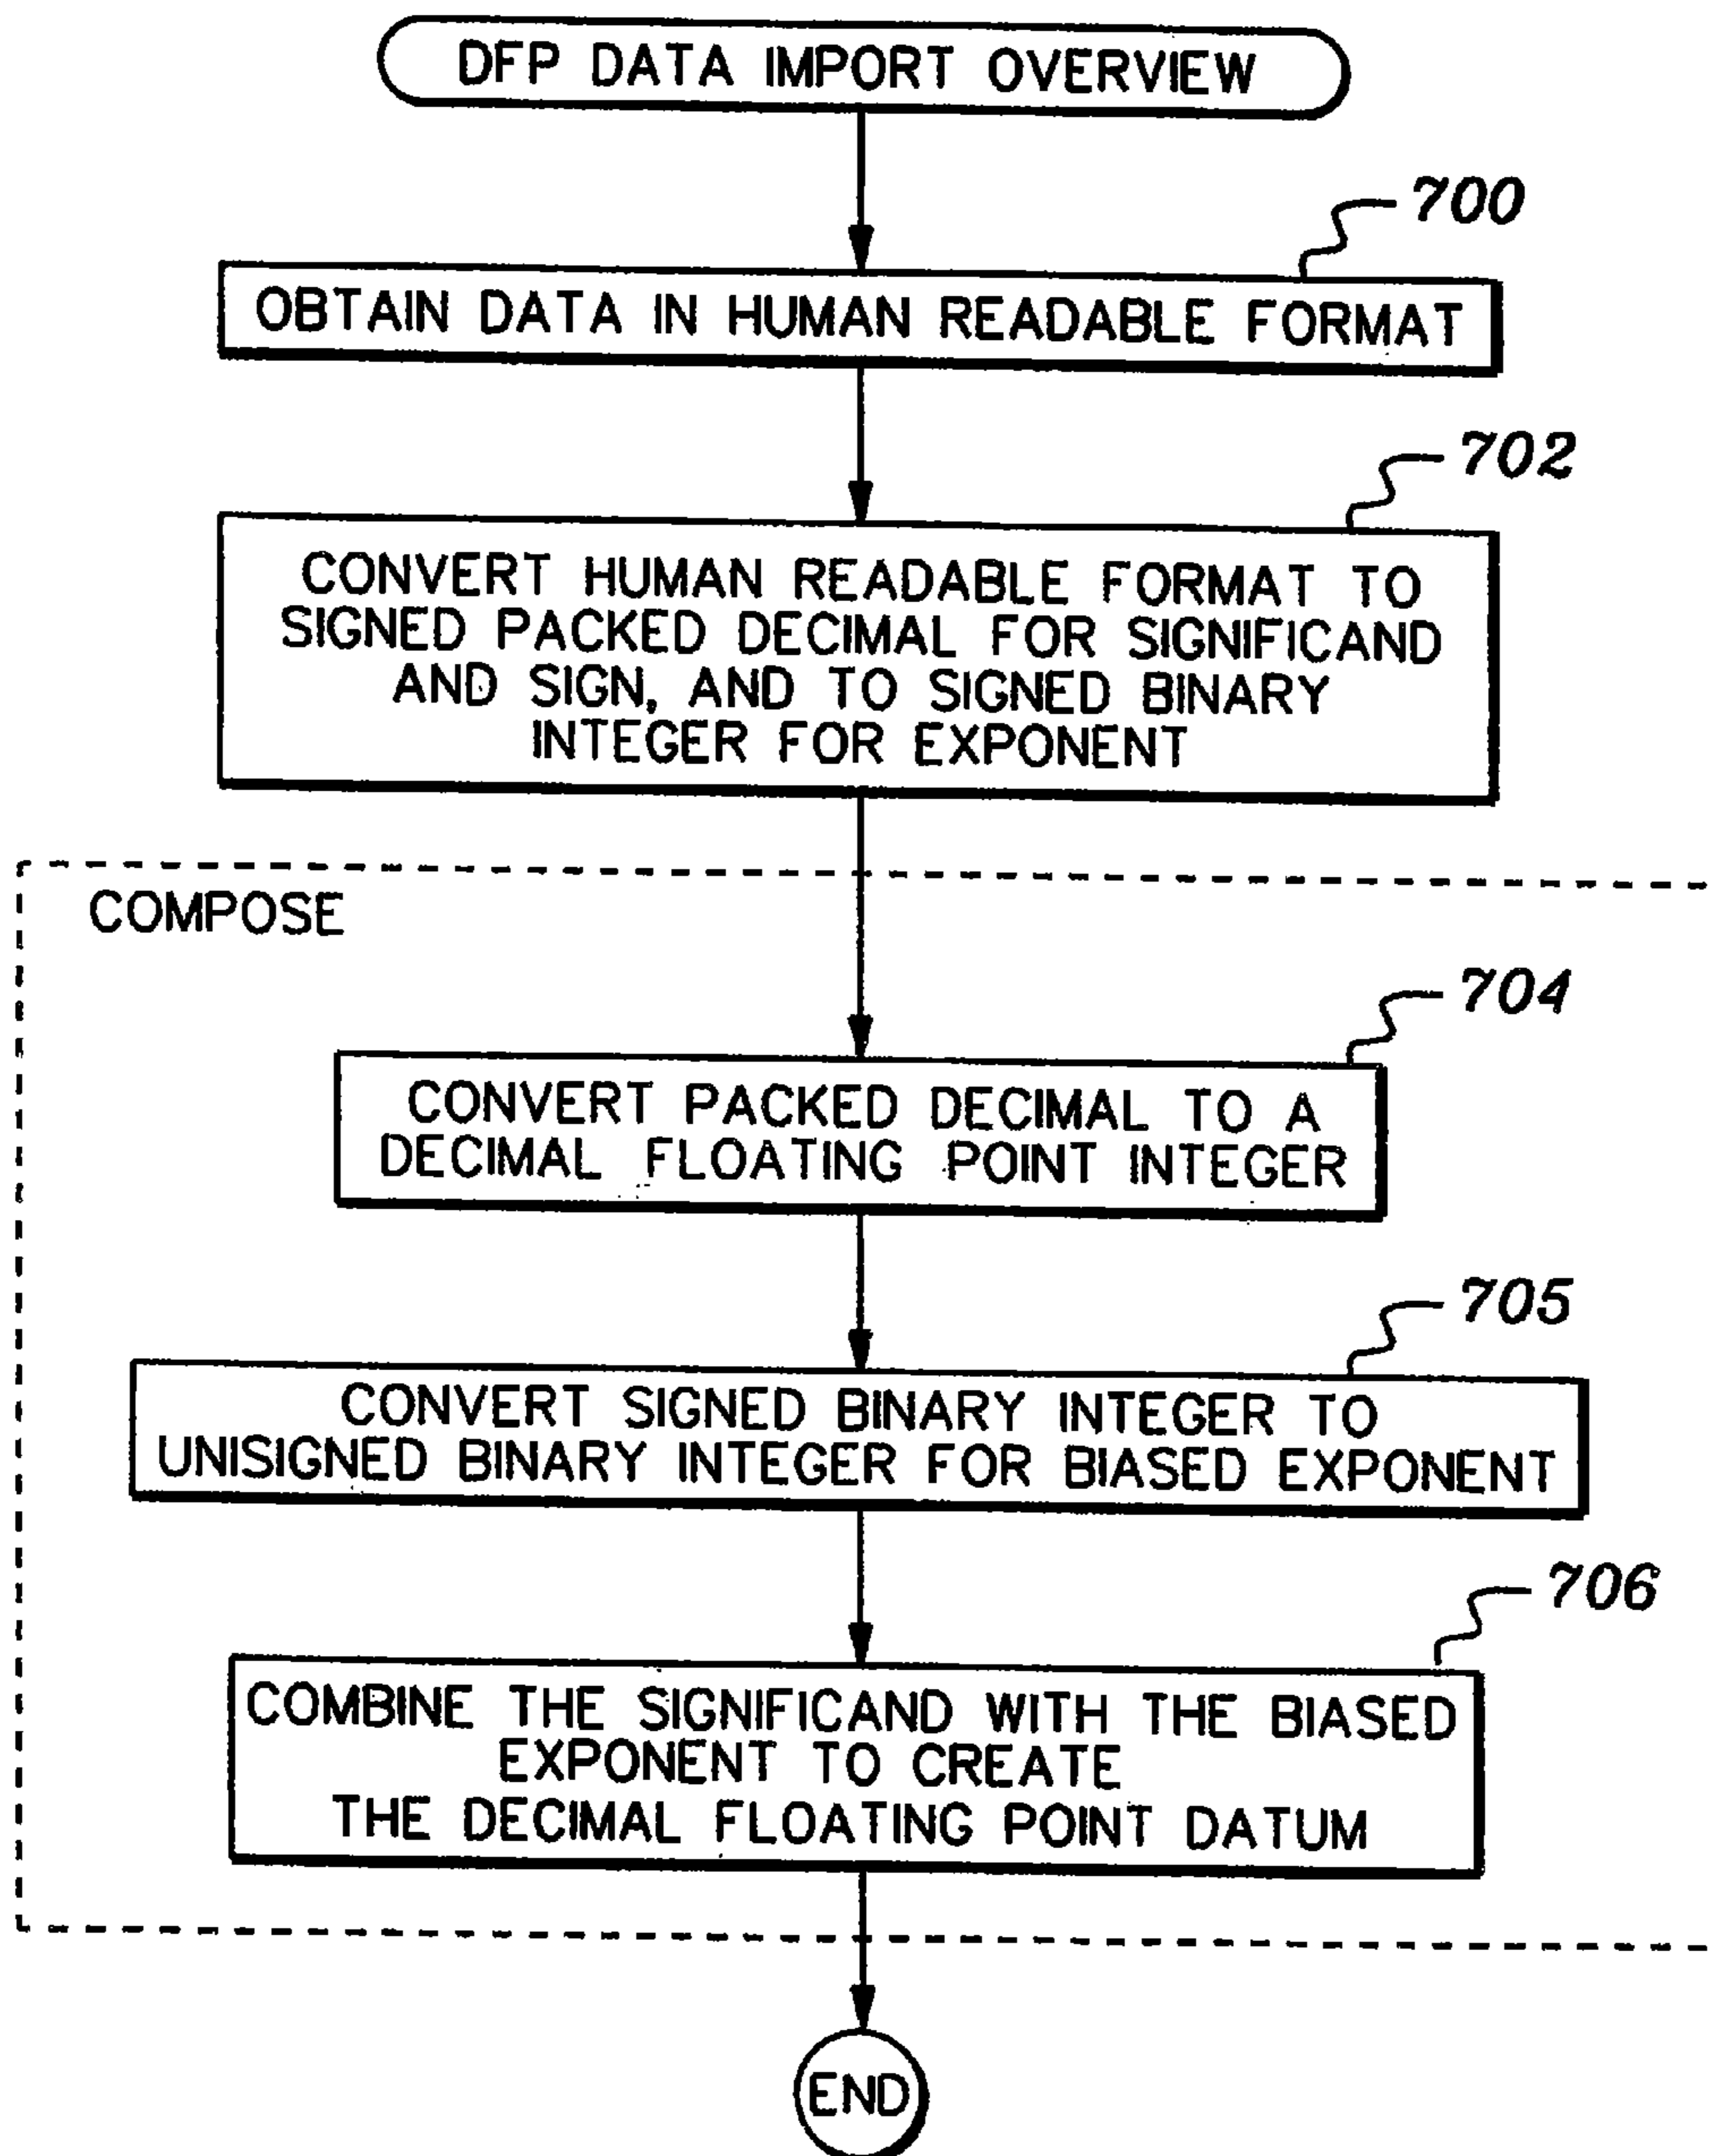 DFP DATA IMPORT OVERVIEW
700
OBTAIN DATA IN HUMAN READABLE FORMAT
702
CONVERT HUMAN READABLE FORMAT TO
SIGNED PACKED DECIMAL FOR SIGNIFICAND
AND SIGN, AND TO SIGNED BINARY
INTEGER FOR EXPONENT
COMPOSE
704
CONVERT PACKED DECIMAL TO A
DECIMAL FLOATING POINT INTEGER
705
CONVERT SIGNED BINARY INTEGER TO
UNISIGNED BINARY INTEGER FOR BIASED EXPONENT
706
COMBINE THE SIGNIFICAND WITH THE BIASED
EXPONENT TO CREATE
THE DECIMAL FLOATING POINT DATUM
END